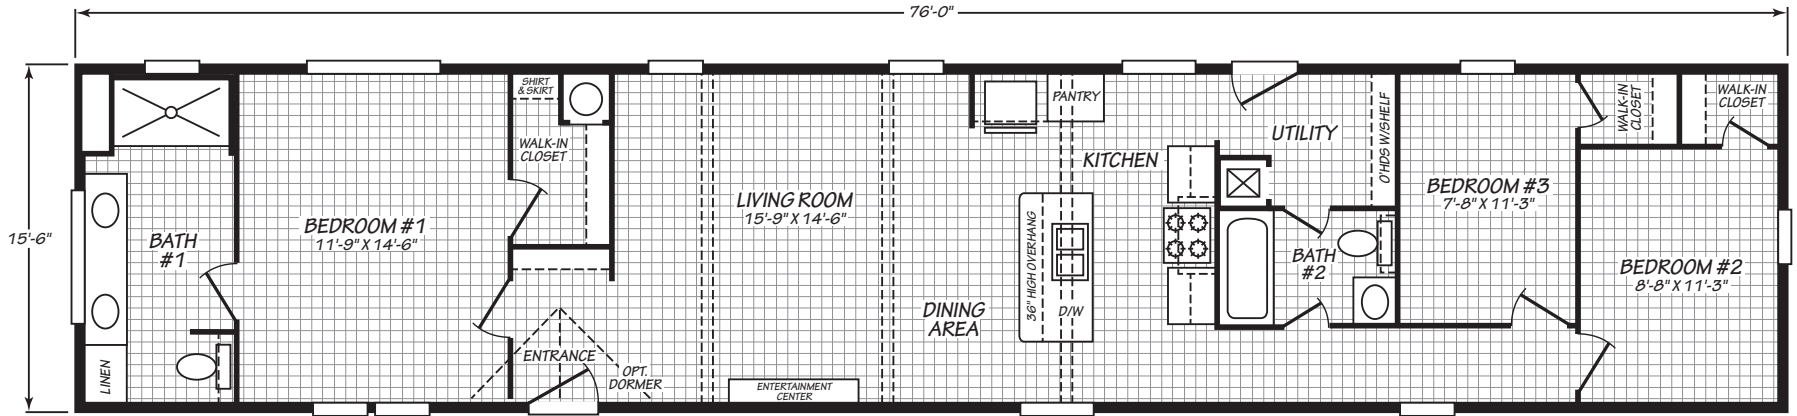 76'-0"
15'-6"
BATH
#1
LINEN
BEDROOM #1
11'-9" X 14'-6"
SHIRT
& SKIRT
WALK-IN
CLOSET
ENTRANCE
OPT.
DORMER
LIVING ROOM
15'-9" X 14'-6"
ENTERTAINMENT
CENTER
DINING
AREA
PANTRY
KITCHEN
36" HIGH OVERHANG
D/W
UTILITY
O'HDS W/SHELF
BATH
#2
BEDROOM #3
7'-8" X 11'-3"
WALK-IN
CLOSET
WALK-IN
CLOSET
BEDROOM #2
8'-8" X 11'-3"